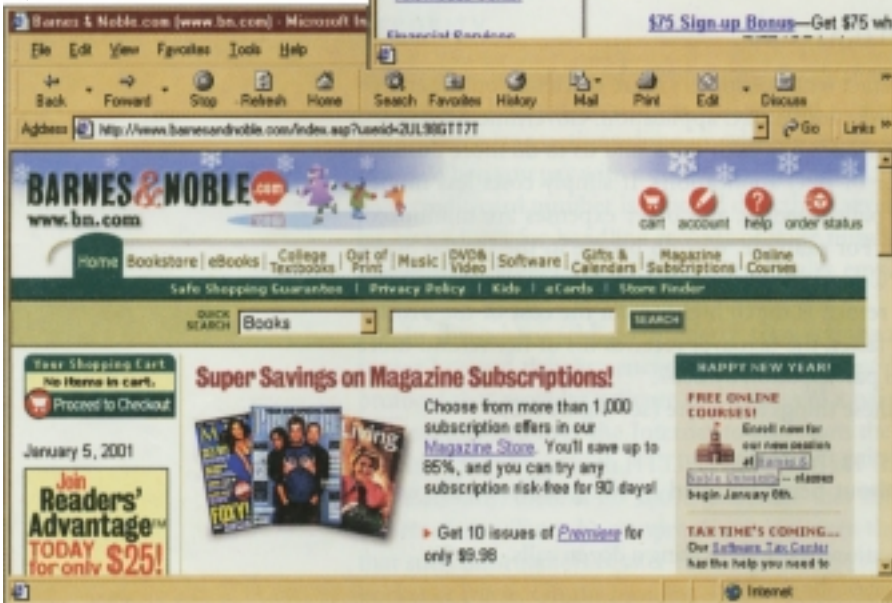 $75 Sign-up Bonus—Get $75 wh
Financial Services
Barnes & Noble.com (www.bn.com) - Microsoft In
File Edit View Favorites Tools Help
Back Forward Stop Refresh Home Search Favorites History Mail Print Edit Discuss
Address http://www.barnesandnoble.com/index.asp?userid=2UL98GTT7T Go Links
BARNES & NOBLE .com
www.bn.com
cart account help order status
Home Bookstore eBooks College Textbooks Out of Print Music DVD & Video Software Gifts & Calendars Magazine Subscriptions Online Courses
Safe Shopping Guarantee | Privacy Policy | Kids | eCards | Store Finder
QUICK SEARCH Books SEARCH
Your Shopping Cart
No items in cart.
Proceed to Checkout
January 5, 2001
Join
Readers'
Advantage™
TODAY
for only $25!
Super Savings on Magazine Subscriptions!
PREMIERE
Living
FOXY!
Choose from more than 1,000
subscription offers in our
Magazine Store. You'll save up to
85%, and you can try any
subscription risk-free for 90 days!
Get 10 issues of Premiere for
only $9.98
HAPPY NEW YEAR!
FREE ONLINE
COURSES!
Enroll now for
our new session
at Barnes &
Noble University -- classes
begin January 8th.
TAX TIME'S COMING...
Our Software Tax Center
has the help you need to
Internet